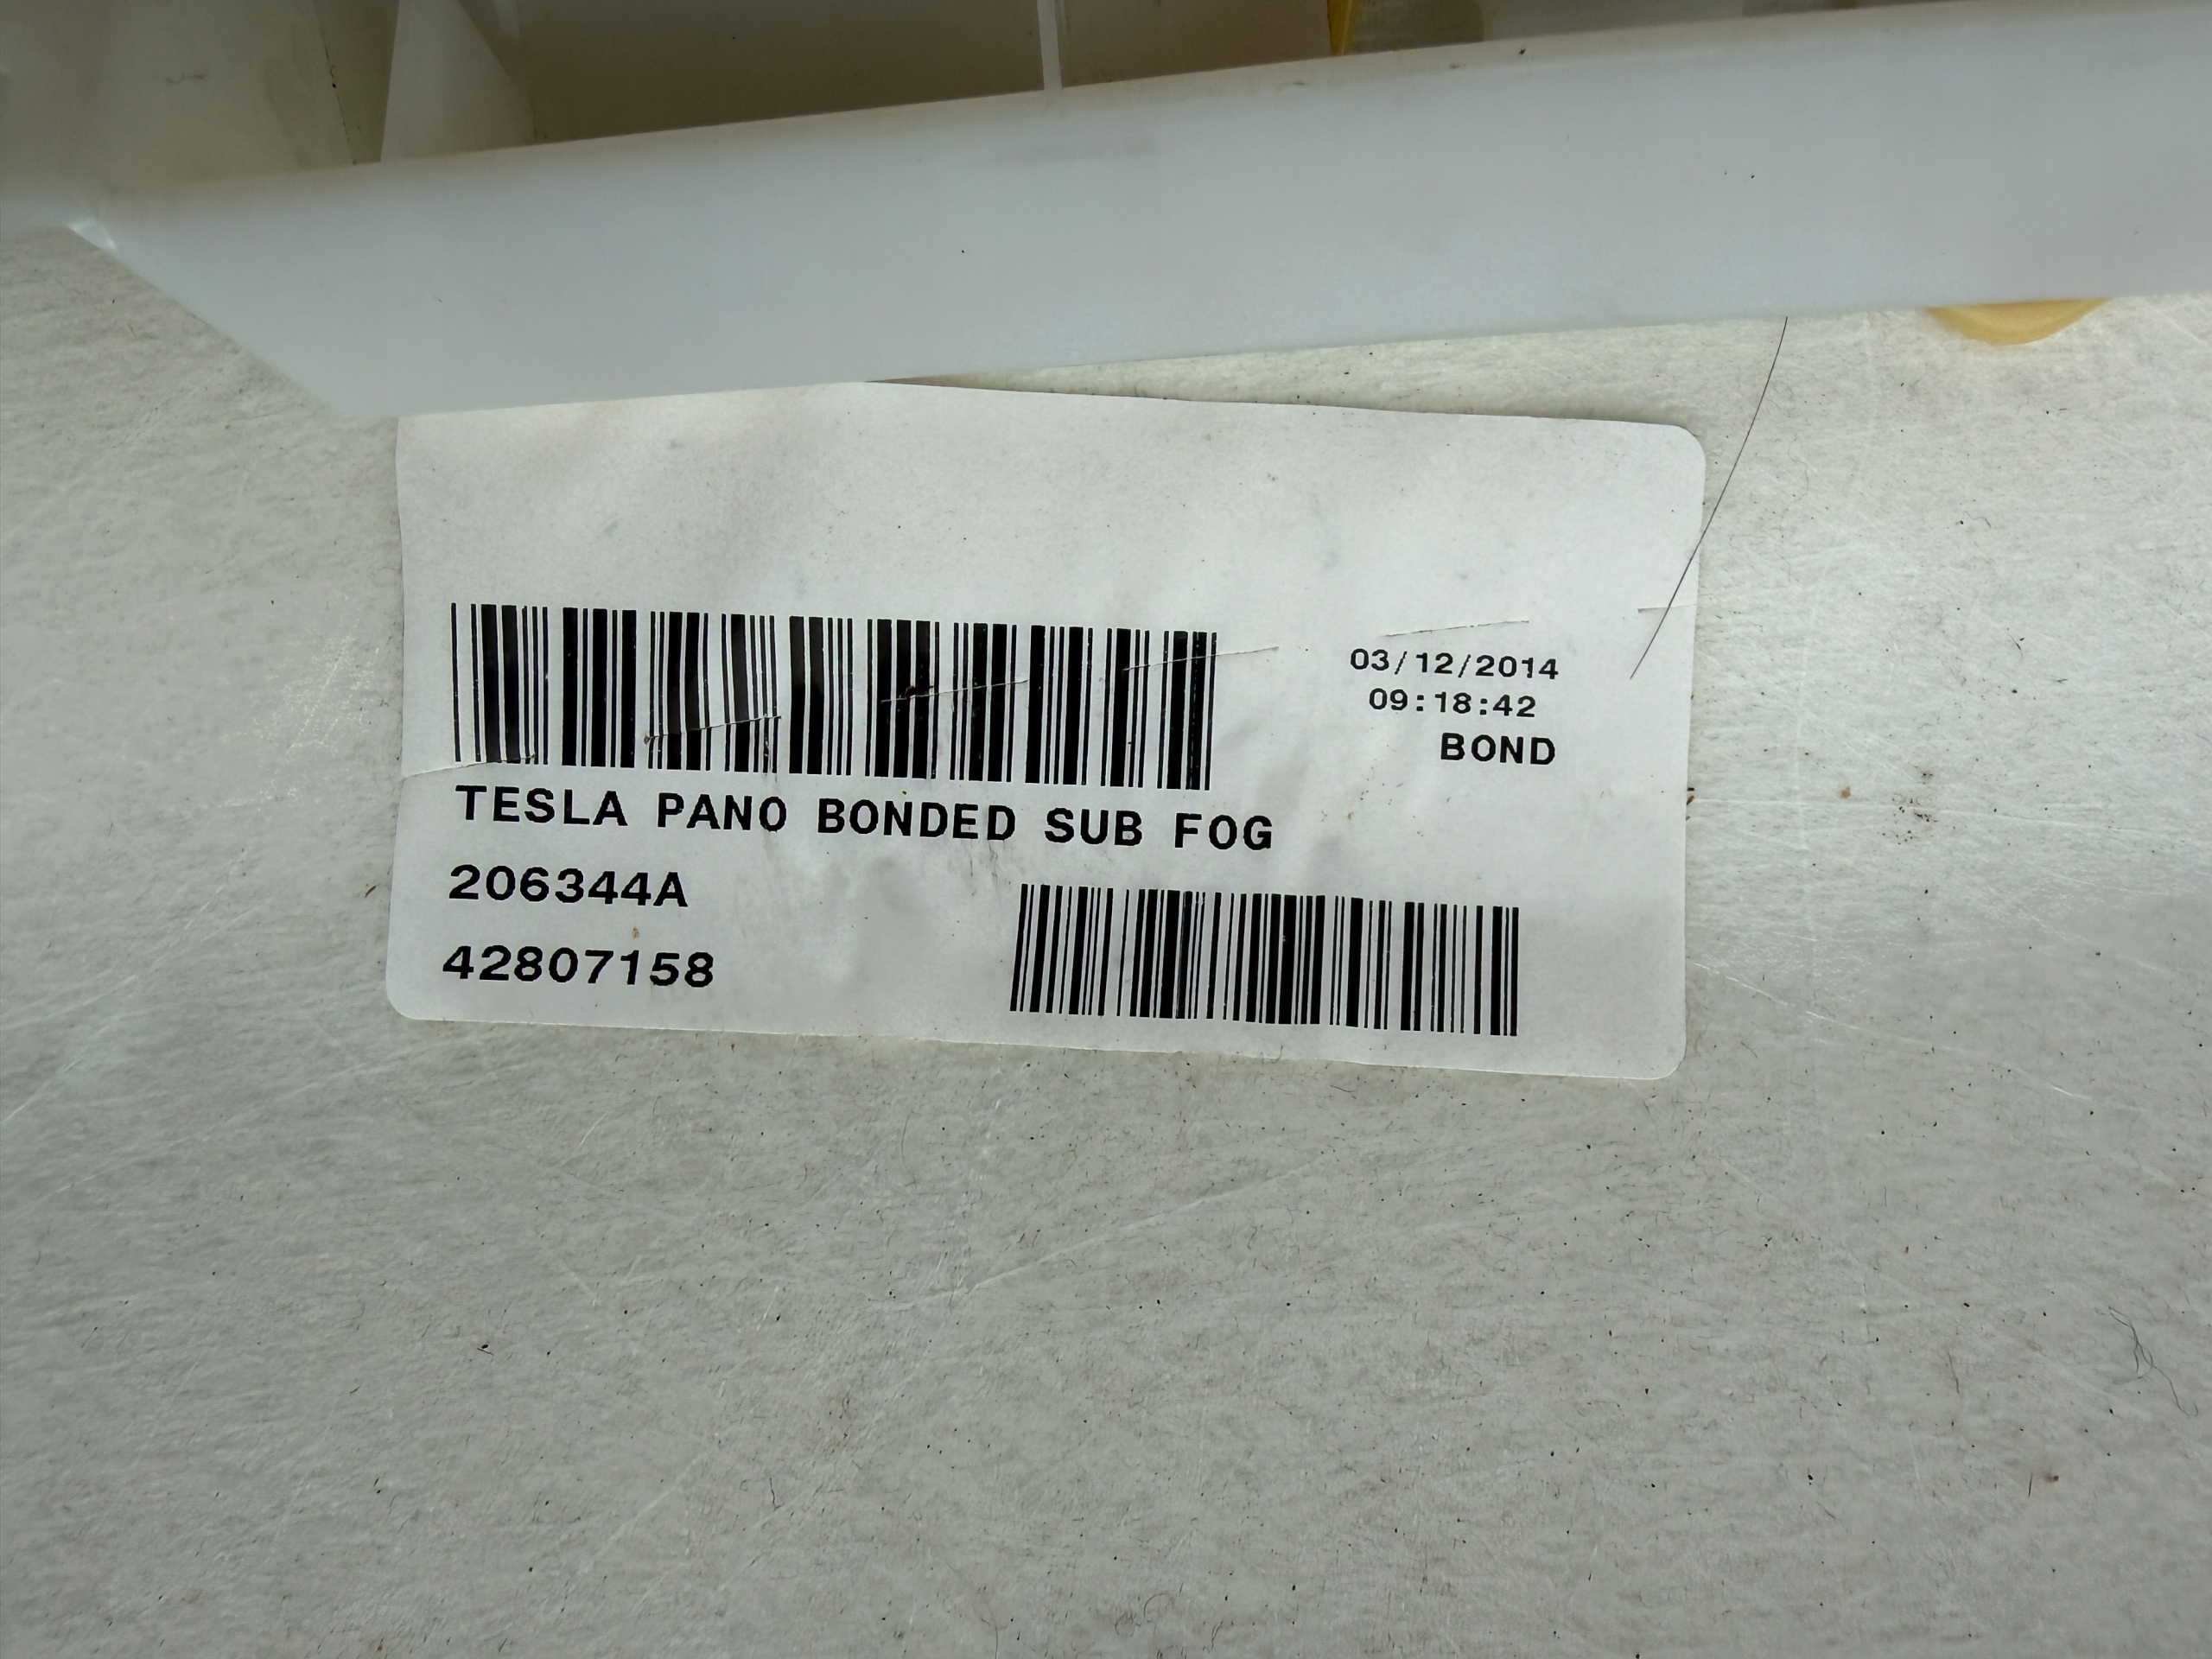 03/12/2014
09:18:42
BOND
TESLA PANO BONDED SUB FOG
206344A
42807158